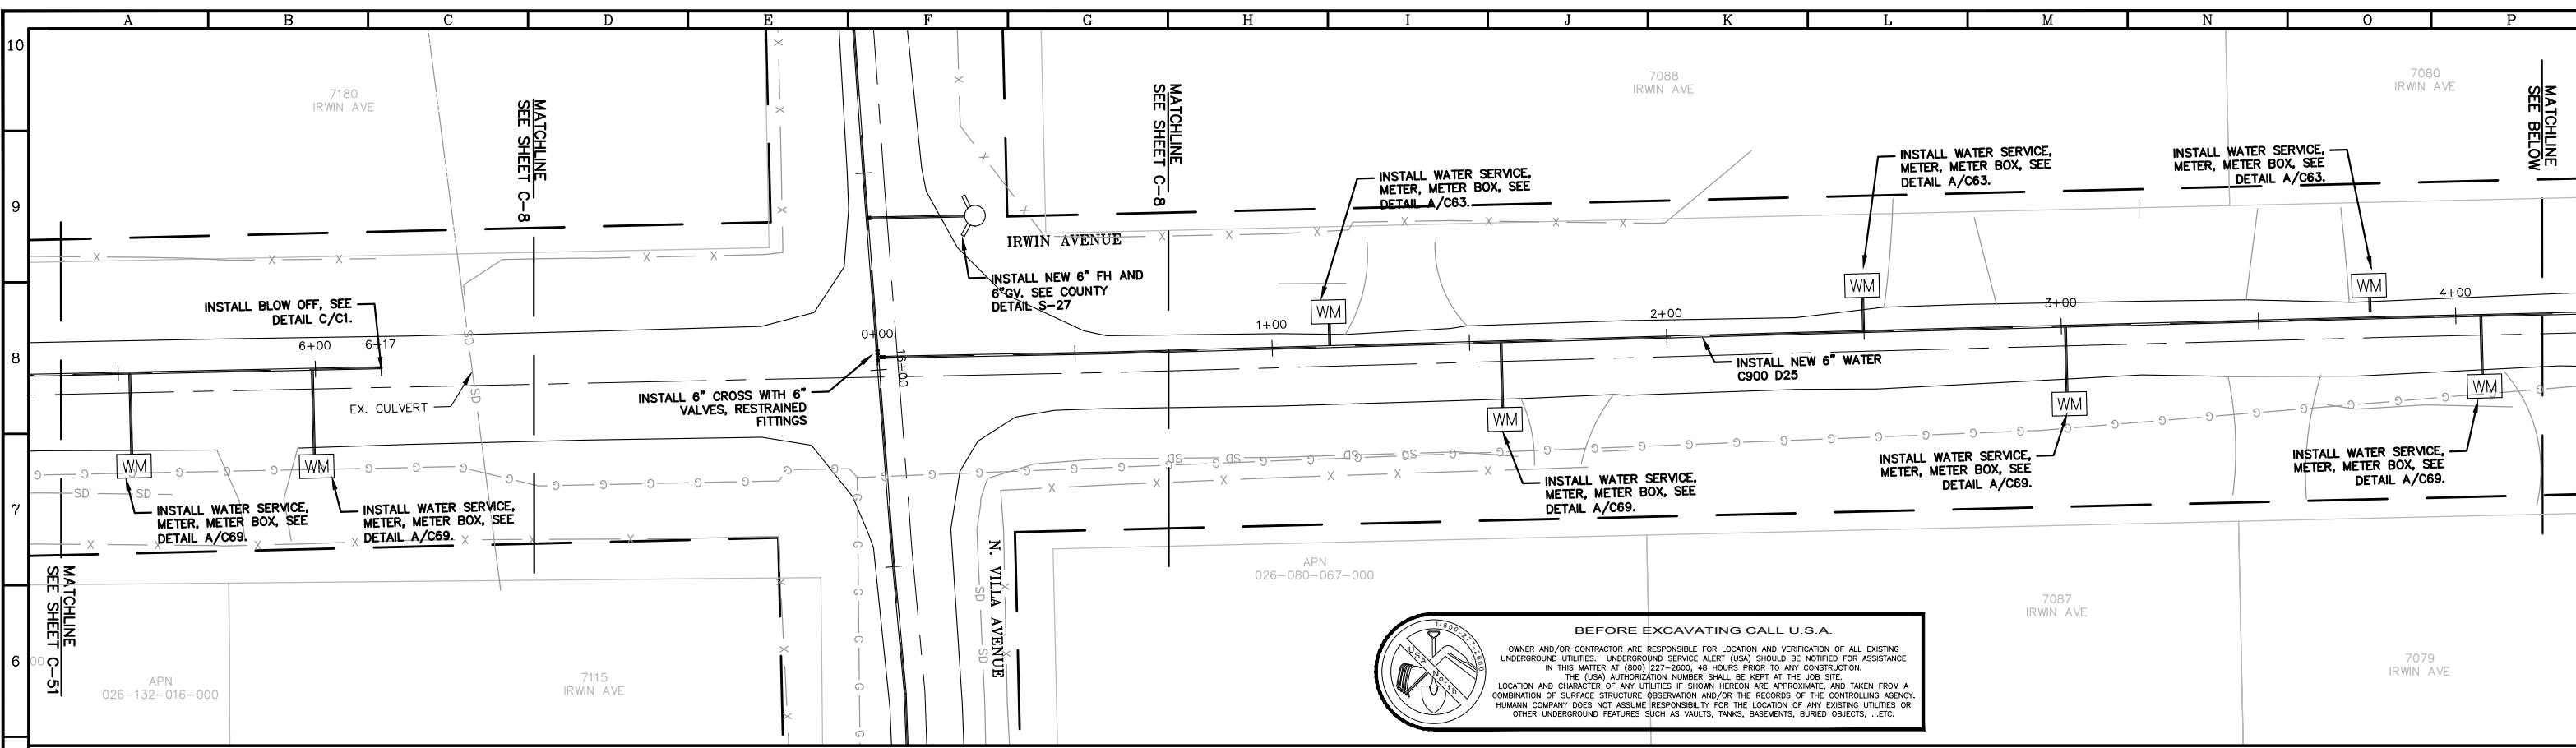 A B C D E F G H I J K L M N O P
10
9
8
7
6
7180
IRWIN AVE
MATCHLINE
SEE SHEET C-8
MATCHLINE
SEE SHEET C-8
7088
IRWIN AVE
7080
IRWIN AVE
MATCHLINE
SEE BELOW
INSTALL WATER SERVICE,
METER, METER BOX, SEE
DETAIL A/C63.
INSTALL WATER SERVICE,
METER, METER BOX, SEE
DETAIL A/C63.
INSTALL WATER SERVICE,
METER, METER BOX, SEE
DETAIL A/C63.
IRWIN AVENUE
INSTALL NEW 6" FH AND
6"GV. SEE COUNTY
DETAIL S-27
INSTALL BLOW OFF, SEE
DETAIL C/C1.
6+00
6+17
0+00
16+00
1+00
2+00
3+00
4+00
WM
WM
WM
INSTALL NEW 6" WATER
C900 D25
INSTALL 6" CROSS WITH 6"
VALVES, RESTRAINED
FITTINGS
EX. CULVERT
SD
SD
WM
WM
WM
WM
WM
SD
SD
SD
SD
SD
SD
INSTALL WATER SERVICE,
METER, METER BOX, SEE
DETAIL A/C69.
INSTALL WATER SERVICE,
METER, METER BOX, SEE
DETAIL A/C69.
INSTALL WATER SERVICE,
METER, METER BOX, SEE
DETAIL A/C69.
INSTALL WATER SERVICE,
METER, METER BOX, SEE
DETAIL A/C69.
INSTALL WATER SERVICE,
METER, METER BOX, SEE
DETAIL A/C69.
MATCHLINE
SEE SHEET C-51
N. VILLA AVENUE
SD
SD
APN
026-132-016-000
7115
IRWIN AVE
APN
026-080-067-000
7087
IRWIN AVE
7079
IRWIN AVE
1-800-277-2600
USA
North
BEFORE EXCAVATING CALL U.S.A.
OWNER AND/OR CONTRACTOR ARE RESPONSIBLE FOR LOCATION AND VERIFICATION OF ALL EXISTING
UNDERGROUND UTILITIES. UNDERGROUND SERVICE ALERT (USA) SHOULD BE NOTIFIED FOR ASSISTANCE
IN THIS MATTER AT (800) 227-2600, 48 HOURS PRIOR TO ANY CONSTRUCTION.
THE (USA) AUTHORIZATION NUMBER SHALL BE KEPT AT THE JOB SITE.
LOCATION AND CHARACTER OF ANY UTILITIES IF SHOWN HEREON ARE APPROXIMATE, AND TAKEN FROM A
COMBINATION OF SURFACE STRUCTURE OBSERVATION AND/OR THE RECORDS OF THE CONTROLLING AGENCY.
HUMANN COMPANY DOES NOT ASSUME RESPONSIBILITY FOR THE LOCATION OF ANY EXISTING UTILITIES OR
OTHER UNDERGROUND FEATURES SUCH AS VAULTS, TANKS, BASEMENTS, BURIED OBJECTS, ...ETC.